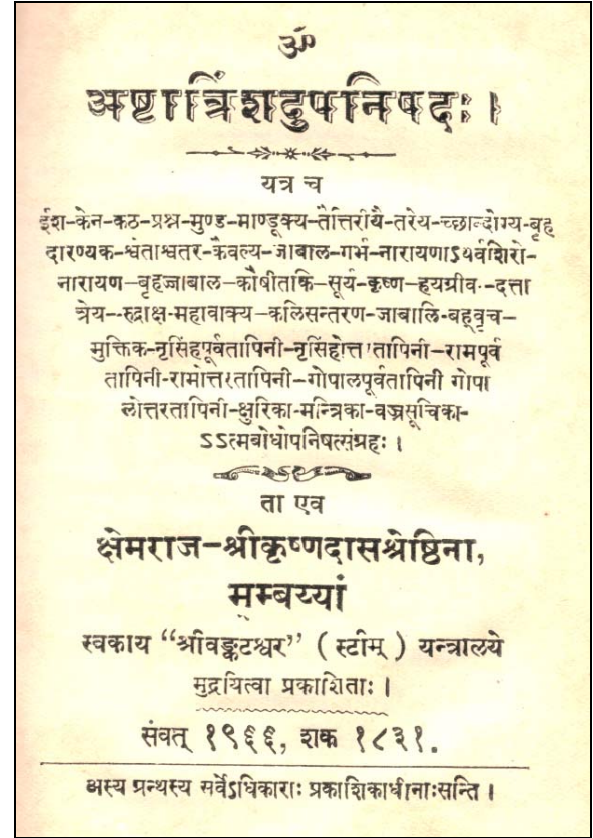 ॐ
अष्टात्रिंशदुपनिषदः ।
यत्र च
ईश-केन-कठ-प्रश्न-मुण्ड-माण्डूक्य-तैत्तिरीयै-तरेय-च्छान्दोग्य-बृह
दारण्यक-श्वेताश्वतर-कैवल्य-जाबाल-गर्भ-नारायणाऽथर्वशिरो-
नारायण-बृहज्जाबाल-कौषीतकि-सूर्य-कृष्ण-हयग्रीव-दत्ता
त्रेय-रुद्राक्ष-महावाक्य-कलिसन्तरण-जाबालि-बह्वृच-
मुक्तिक-नृसिंहपूर्वतापिनी-नृसिंहोत्त तापिनी-रामपूर्व
तापिनी-रामोत्तरतापिनी-गोपालपूर्वतापिनी गोपा
लोत्तरतापिनी-क्षुरिका-मन्त्रिका-वज्रसूचिका-
ऽऽत्मबोधोपनिषत्संग्रहः ।
ता एव
क्षेमराज-श्रीकृष्णदासश्रेष्ठिना,
मुम्बय्यां
स्वकीय “श्रीवेङ्कटेश्वर” ( स्टीम् ) यन्त्रालये
मुद्रयित्वा प्रकाशिताः ।
संवत् १९६६, शक १८३१.
अस्य ग्रन्थस्य सर्वेऽधिकाराः प्रकाशिकाधीनाःसन्ति ।